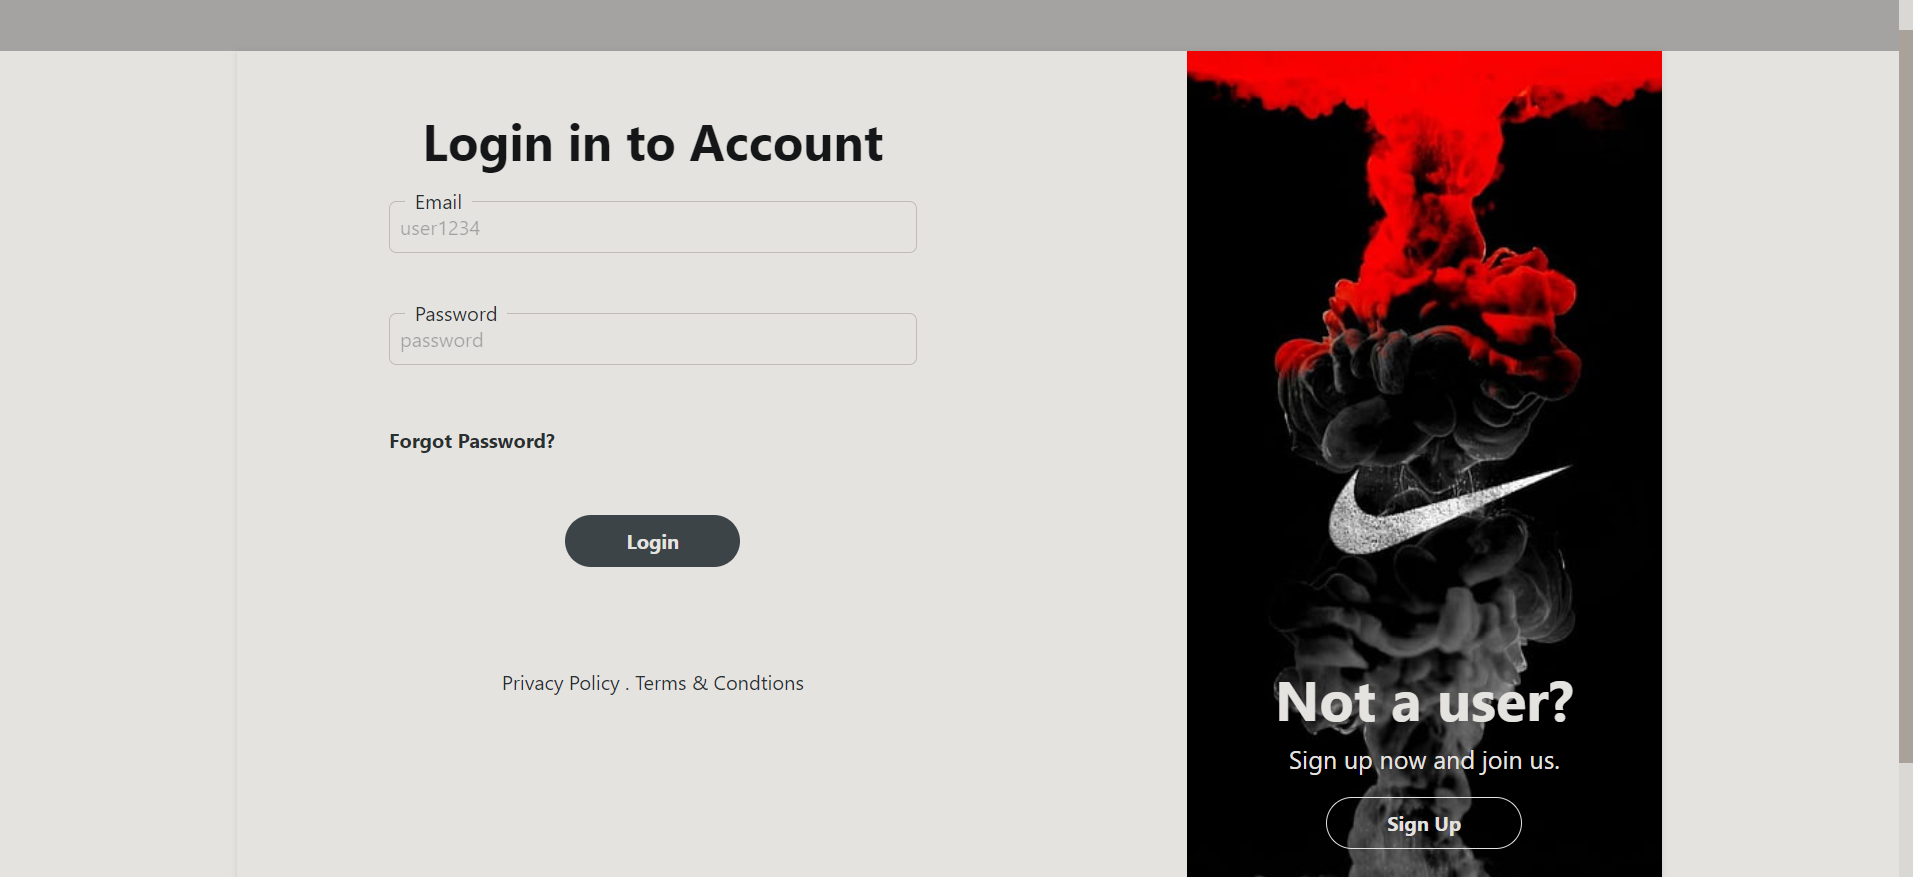 Login in to Account
Email
user1234
Password
password
Forgot Password?
Login
Privacy Policy . Terms & Condtions
Not a user?
Sign up now and join us.
Sign Up